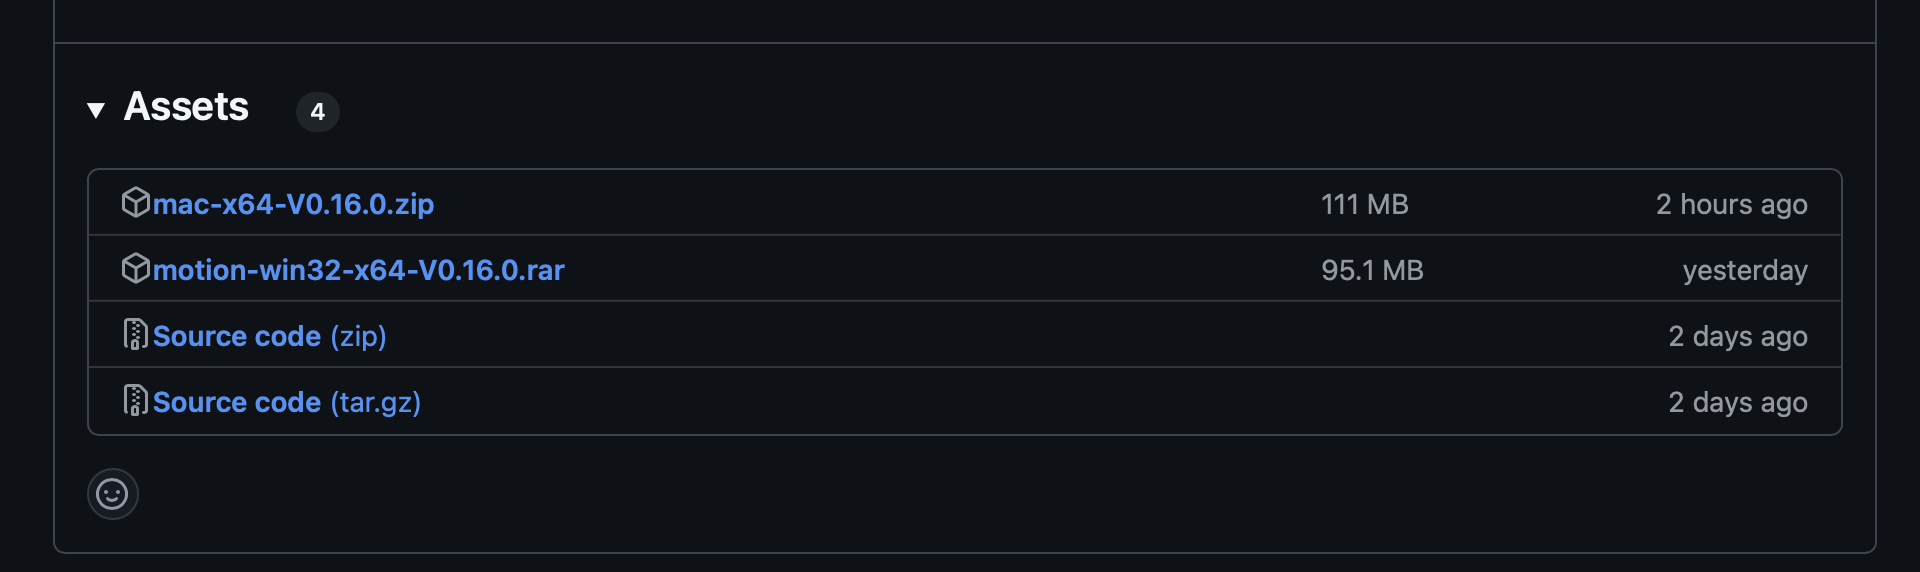 Assets 4
mac-x64-V0.16.0.zip 111 MB 2 hours ago
motion-win32-x64-V0.16.0.rar 95.1 MB yesterday
Source code (zip) 2 days ago
Source code (tar.gz) 2 days ago